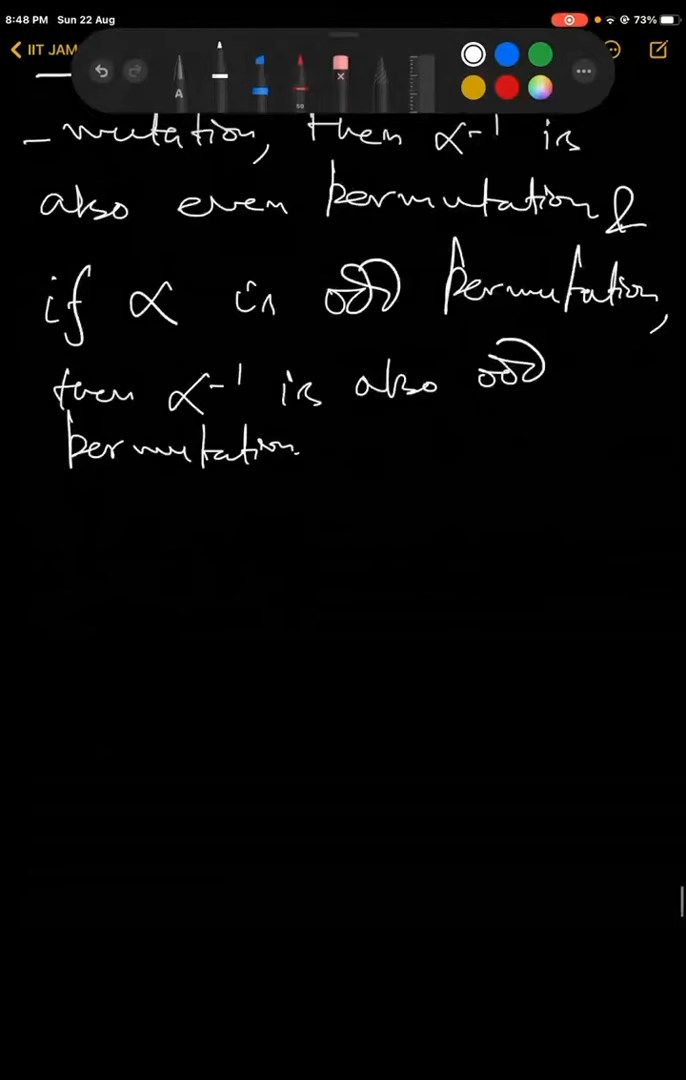 8:48 PM Sun 22 Aug
73%
IIT JAM
- mutation, then α-1 is
also even permutation &
if α is odd permutation,
then α-1 is also odd
permutation.